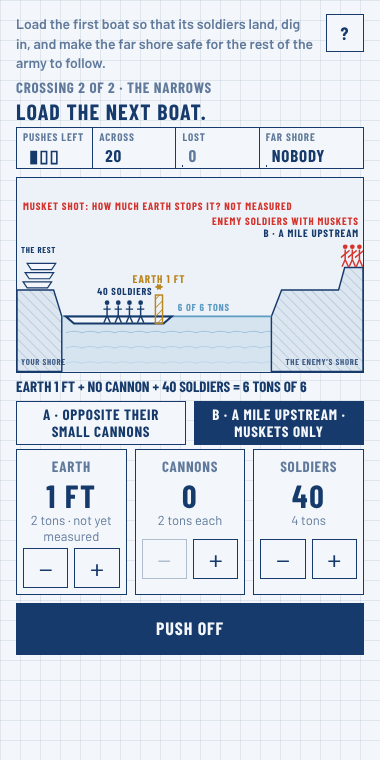 Load the first boat so that its soldiers land, dig
in, and make the far shore safe for the rest of the
army to follow.
?
CROSSING 2 OF 2 · THE NARROWS
LOAD THE NEXT BOAT.
PUSHES LEFT
ACROSS
20
LOST
0
FAR SHORE
NOBODY
MUSKET SHOT: HOW MUCH EARTH STOPS IT? NOT MEASURED
ENEMY SOLDIERS WITH MUSKETS
B · A MILE UPSTREAM
THE REST
EARTH 1 FT
40 SOLDIERS
6 OF 6 TONS
YOUR SHORE
THE ENEMY'S SHORE
EARTH 1 FT + NO CANNON + 40 SOLDIERS = 6 TONS OF 6
A · OPPOSITE THEIR
SMALL CANNONS
B · A MILE UPSTREAM ·
MUSKETS ONLY
EARTH
1 FT
2 tons · not yet
measured
− +
CANNONS
0
2 tons each
− +
SOLDIERS
40
4 tons
− +
PUSH OFF